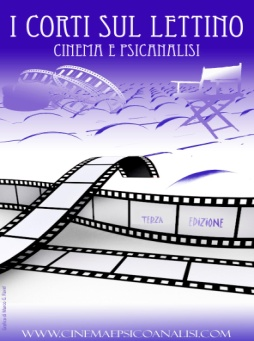 I CORTI SUL LETTINO
CINEMA E PSICANALISI
TERZA EDIZIONE
WWW.CINEMAEPSICOANALISI.COM